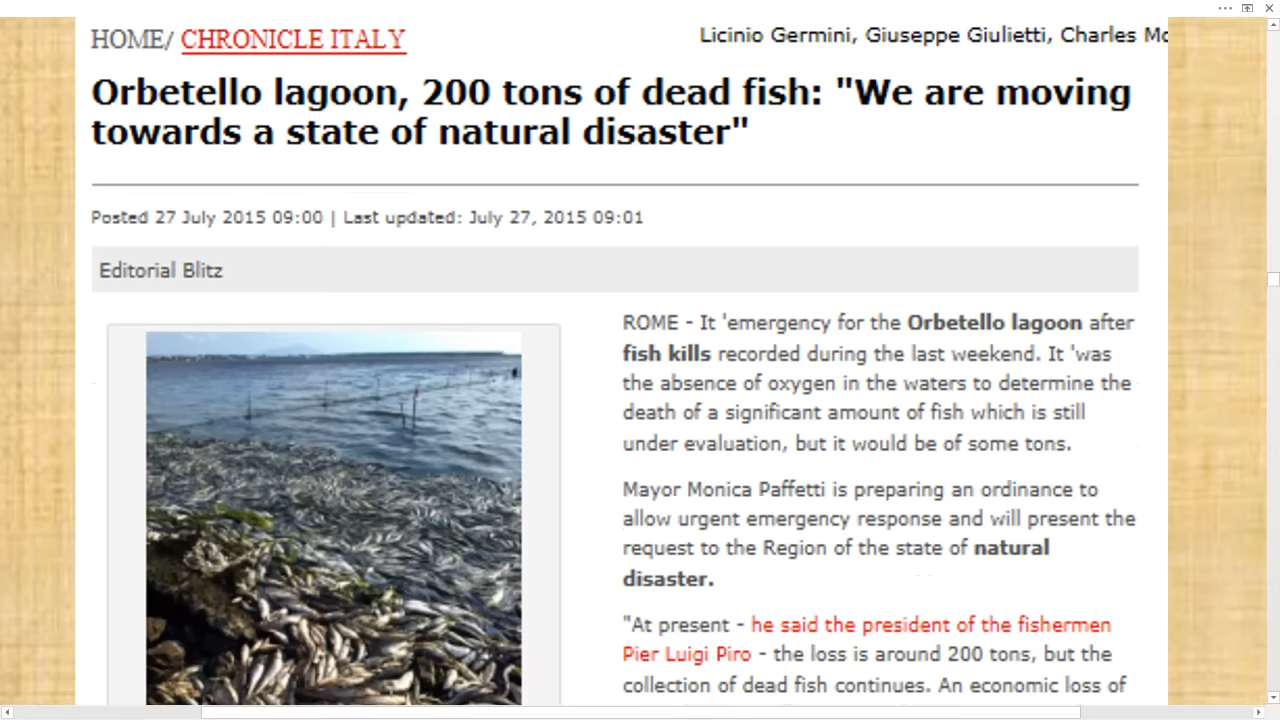 HOME/ CHRONICLE ITALY
Licinio Germini, Giuseppe Giulietti, Charles
Orbetello lagoon, 200 tons of dead fish: "We are moving
towards a state of natural disaster"
Posted 27 July 2015 09:00 | Last updated: July 27, 2015 09:01
Editorial Blitz
ROME - It 'emergency for the Orbetello lagoon after
fish kills recorded during the last weekend. It 'was
the absence of oxygen in the waters to determine the
death of a significant amount of fish which is still
under evaluation, but it would be of some tons.
Mayor Monica Paffetti is preparing an ordinance to
allow urgent emergency response and will present the
request to the Region of the state of natural
disaster.
"At present - he said the president of the fishermen
Pier Luigi Piro - the loss is around 200 tons, but the
collection of dead fish continues. An economic loss of